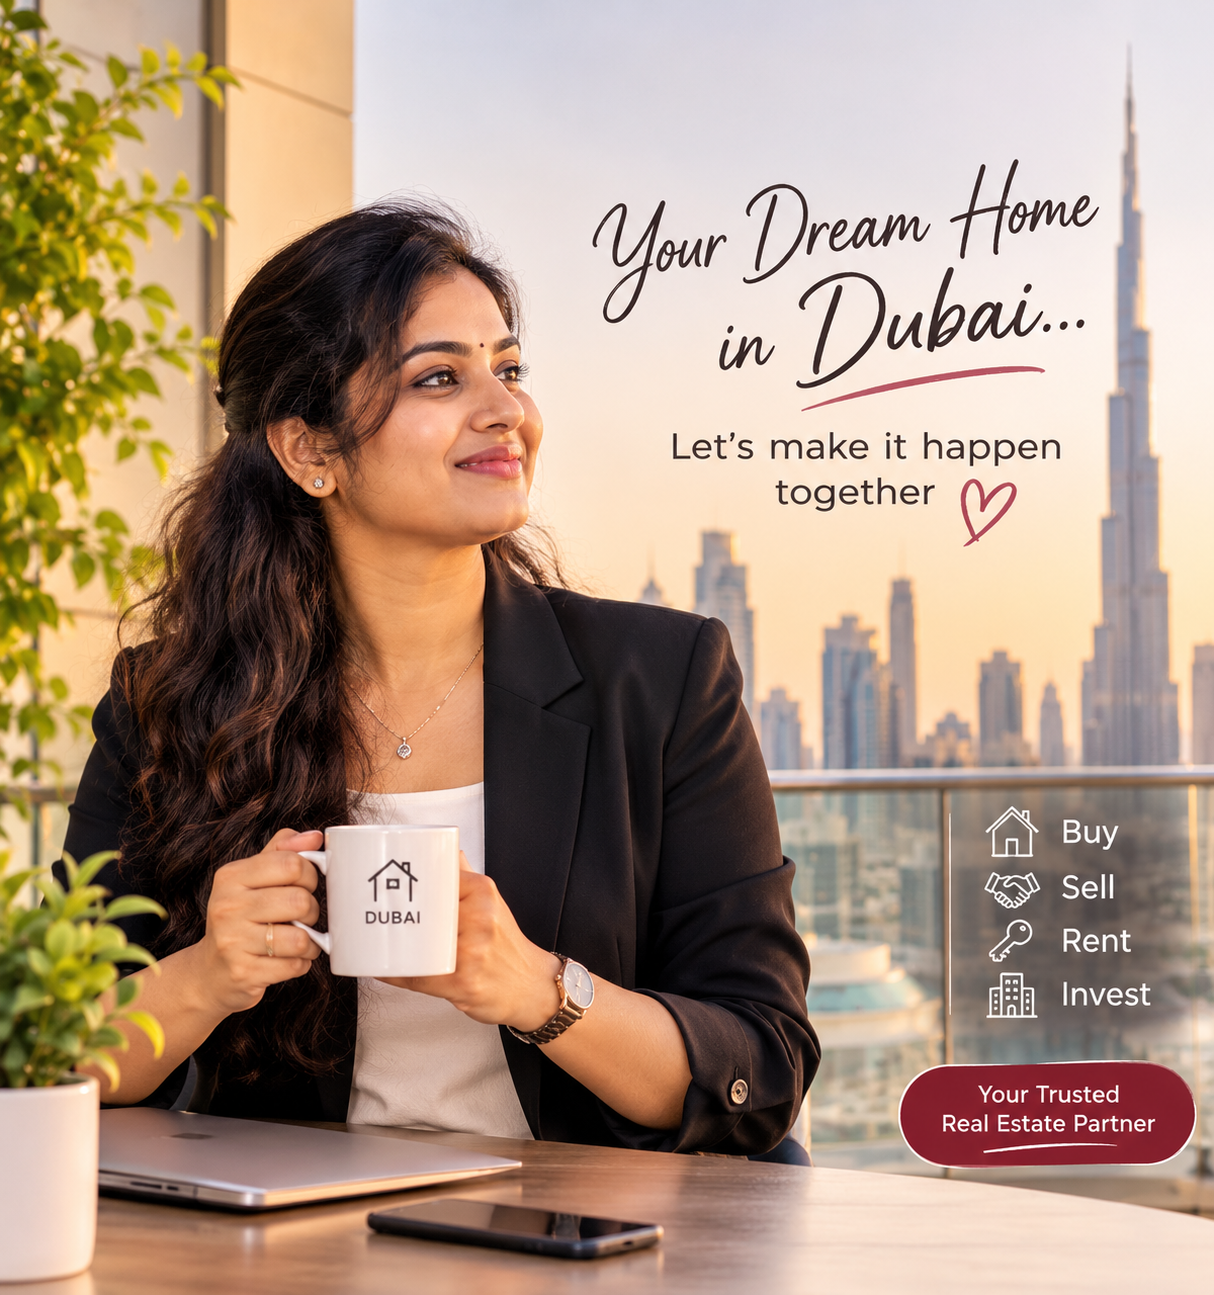 Your Dream Home
in Dubai...
Let's make it happen
together
DUBAI
Buy
Sell
Rent
Invest
Your Trusted
Real Estate Partner